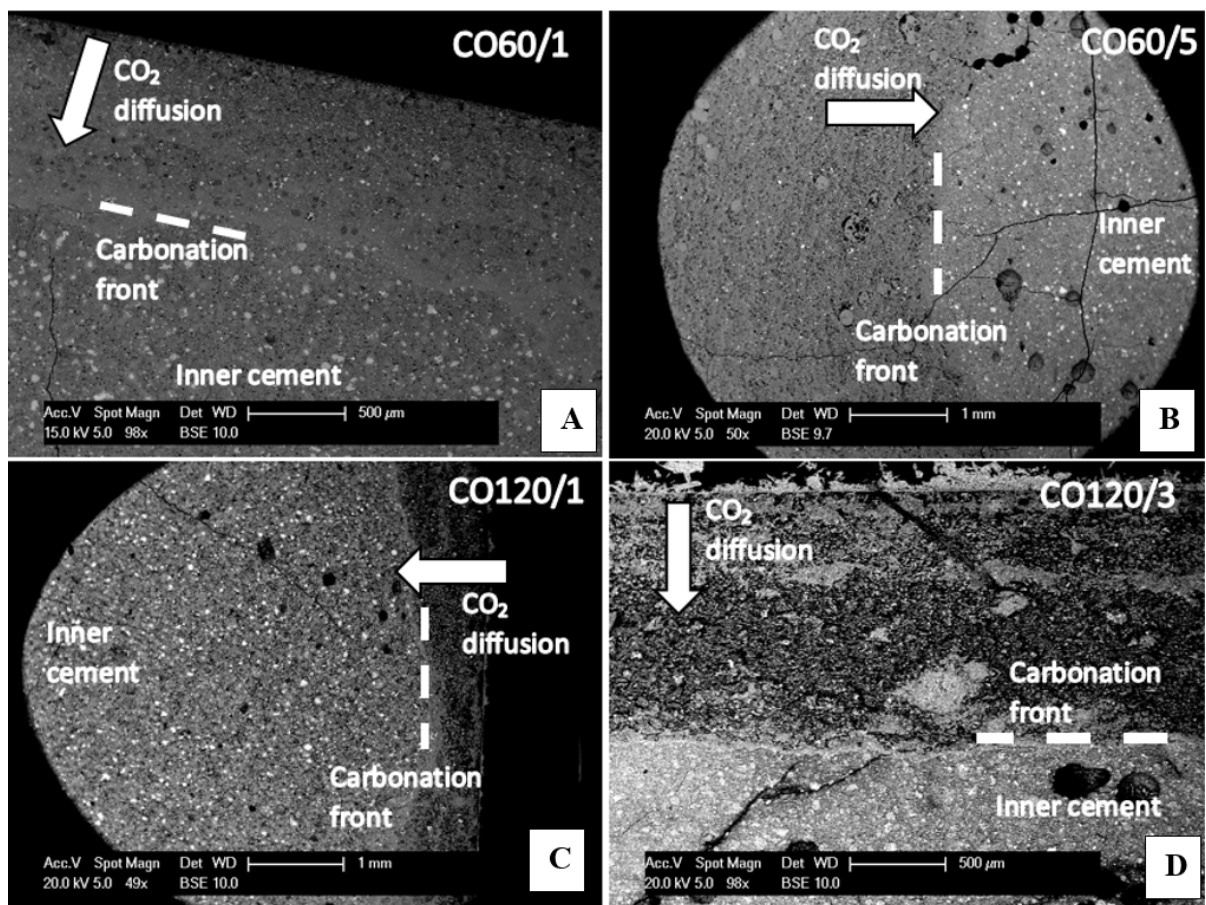 CO60/1
CO₂
diffusion
Carbonation
front
Inner cement
Acc.V Spot Magn Det WD 500 µm
15.0 kV 5.0 98x BSE 10.0
A
CO60/5
CO₂
diffusion
Inner
cement
Carbonation
front
Acc.V Spot Magn Det WD 1 mm
20.0 kV 5.0 50x BSE 9.7
B
CO120/1
CO₂
diffusion
Inner
cement
Carbonation
front
Acc.V Spot Magn Det WD 1 mm
20.0 kV 5.0 49x BSE 10.0
C
CO120/3
CO₂
diffusion
Carbonation
front
Inner cement
Acc.V Spot Magn Det WD 500 µm
20.0 kV 5.0 98x BSE 10.0
D